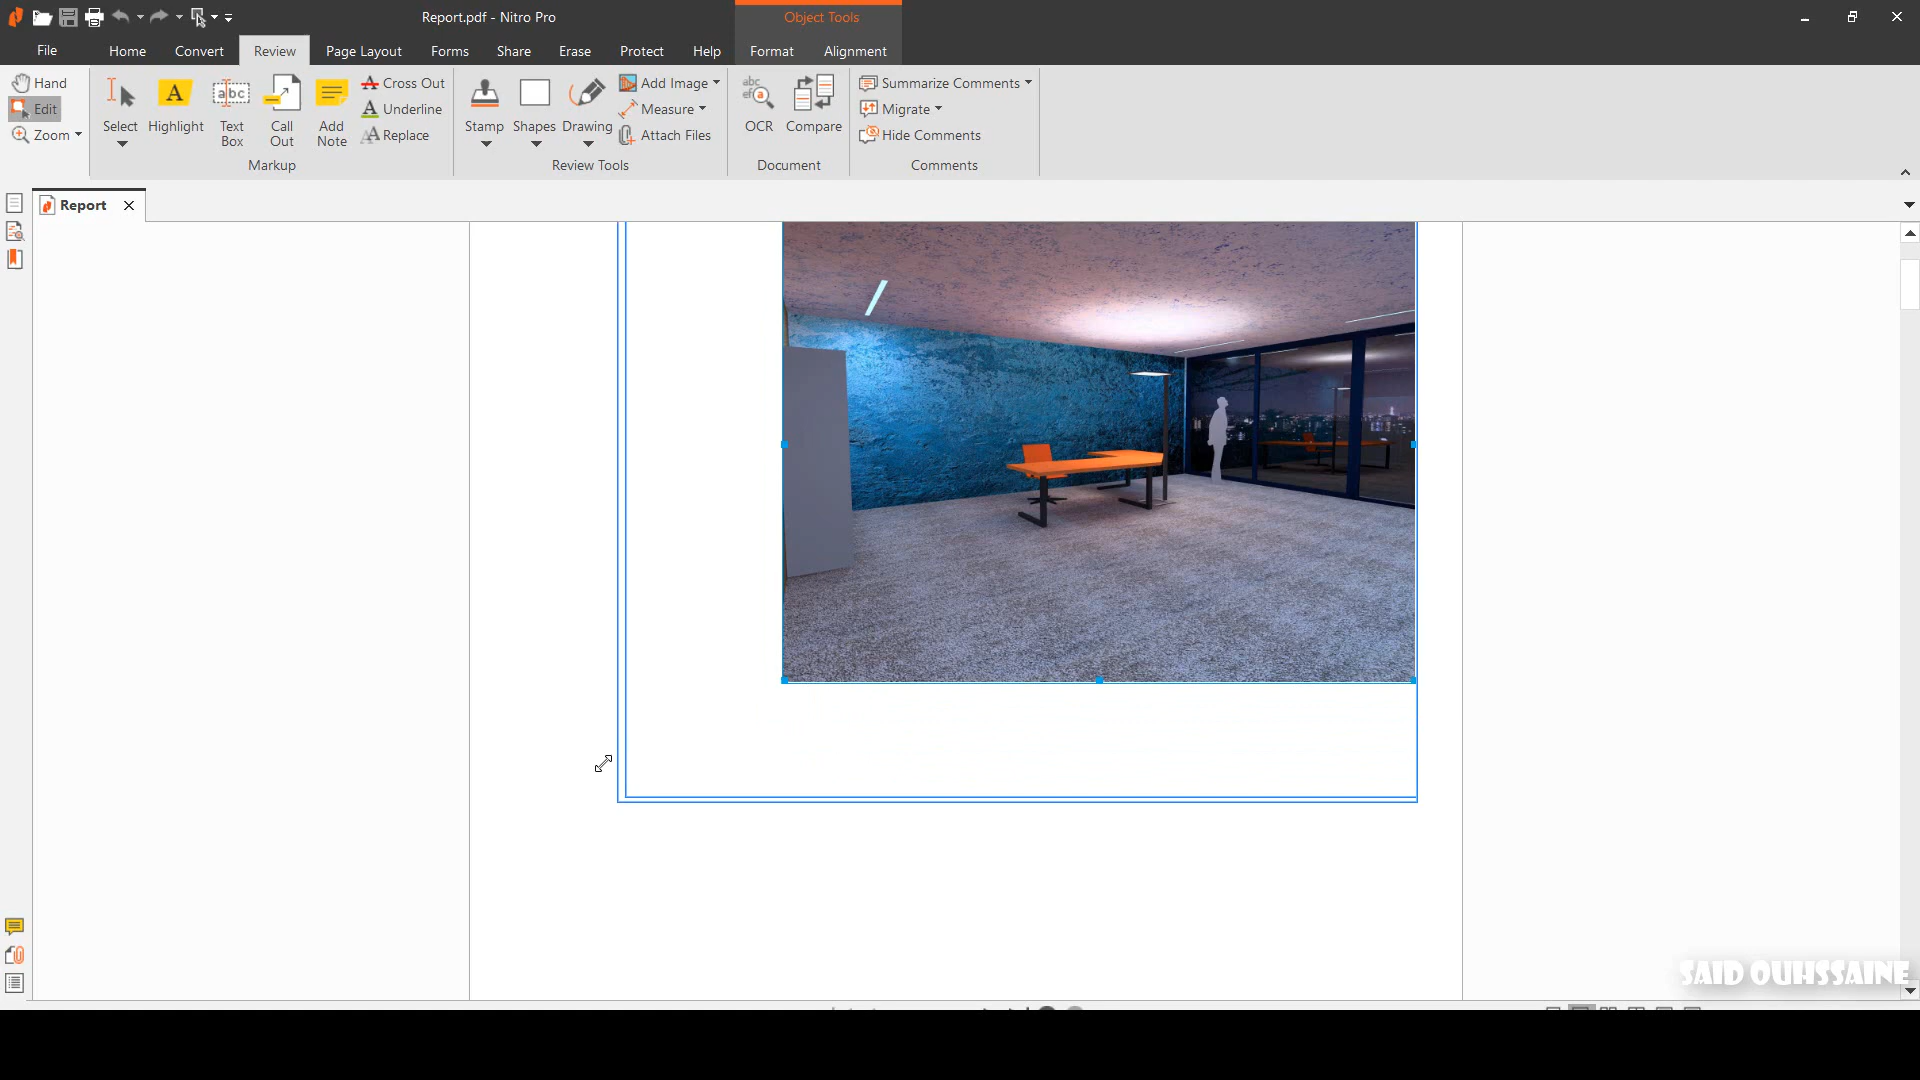 Report.pdf - Nitro Pro
Object Tools
File
Home
Convert
Review
Page Layout
Forms
Share
Erase
Protect
Help
Format
Alignment
Hand
Edit
Zoom
Select
Highlight
Text
Box
Call
Out
Add
Note
Cross Out
Underline
Replace
Markup
Stamp
Shapes
Drawing
Add Image
Measure
Attach Files
Review Tools
OCR
Compare
Document
Summarize Comments
Migrate
Hide Comments
Comments
Report
SAID OUHSSAINE